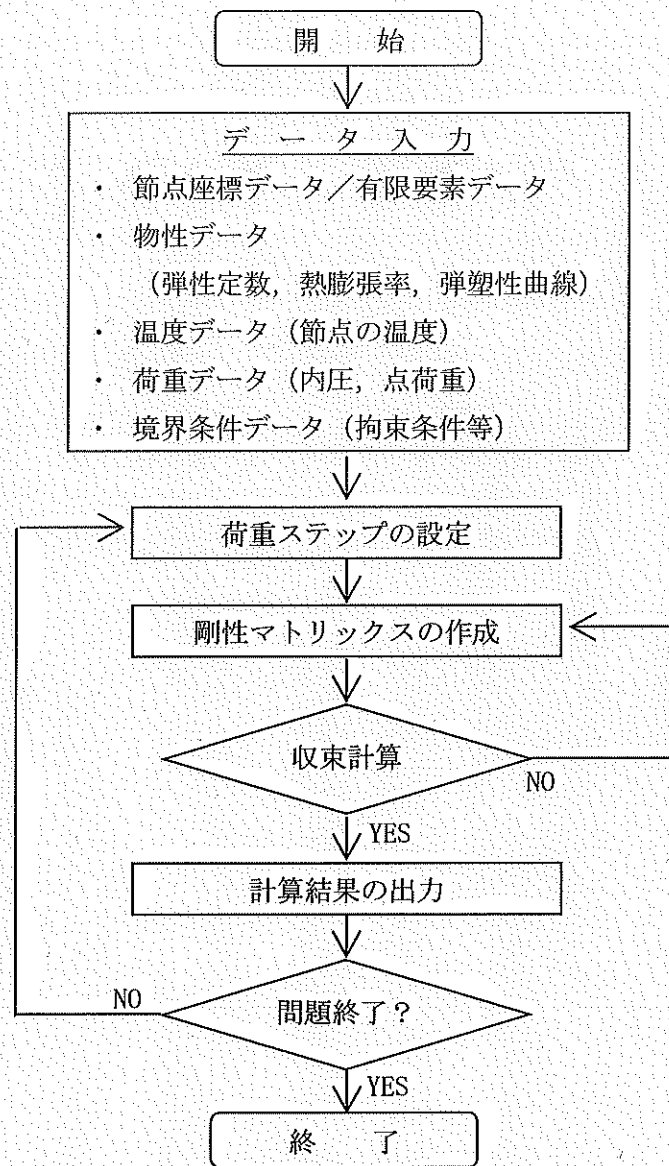 開 始
データ入力
・ 節点座標データ／有限要素データ
・ 物性データ
（弾性定数，熱膨張率，弾塑性曲線）
・ 温度データ（節点の温度）
・ 荷重データ（内圧，点荷重）
・ 境界条件データ（拘束条件等）
荷重ステップの設定
剛性マトリックスの作成
収束計算
NO
YES
計算結果の出力
NO
問題終了？
YES
終 了